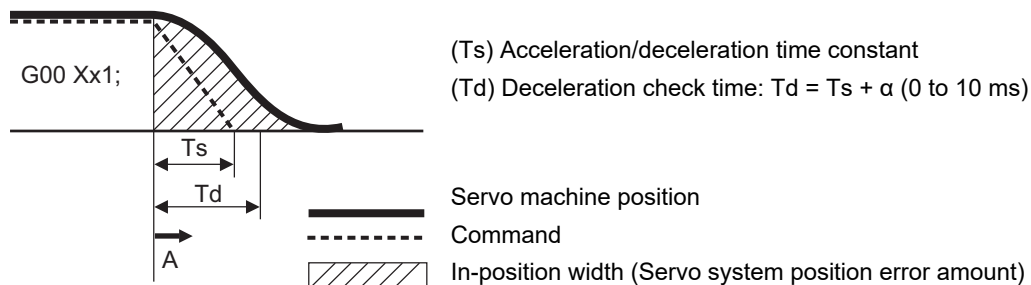 G00 Xx1;
(Ts) Acceleration/deceleration time constant
(Td) Deceleration check time: Td = Ts + α (0 to 10 ms)
Ts
Td
A
Servo machine position
Command
In-position width (Servo system position error amount)